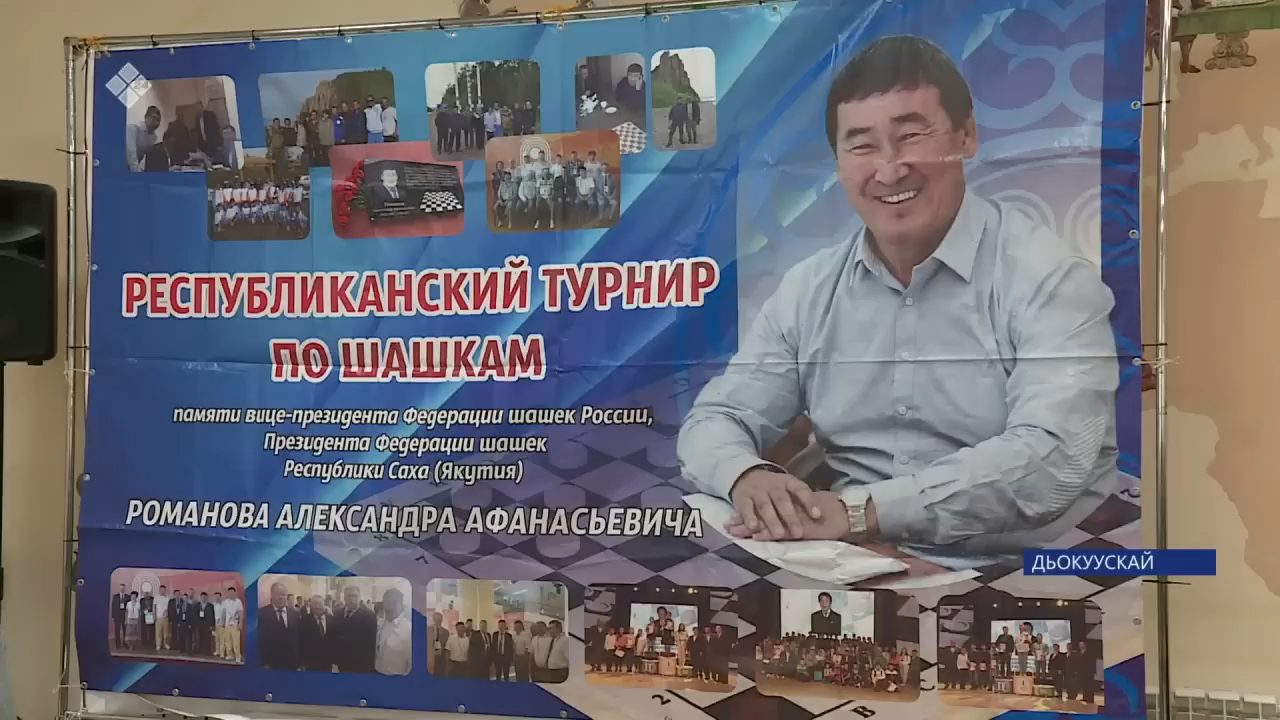 РЕСПУБЛИКАНСКИЙ ТУРНИР
ПО ШАШКАМ
памяти вице-президента Федерации шашек России,
Президента Федерации шашек
Республики Саха (Якутия)
РОМАНОВА АЛЕКСАНДРА АФАНАСЬЕВИЧА
ДЬОКУУСКАЙ
2
B
C